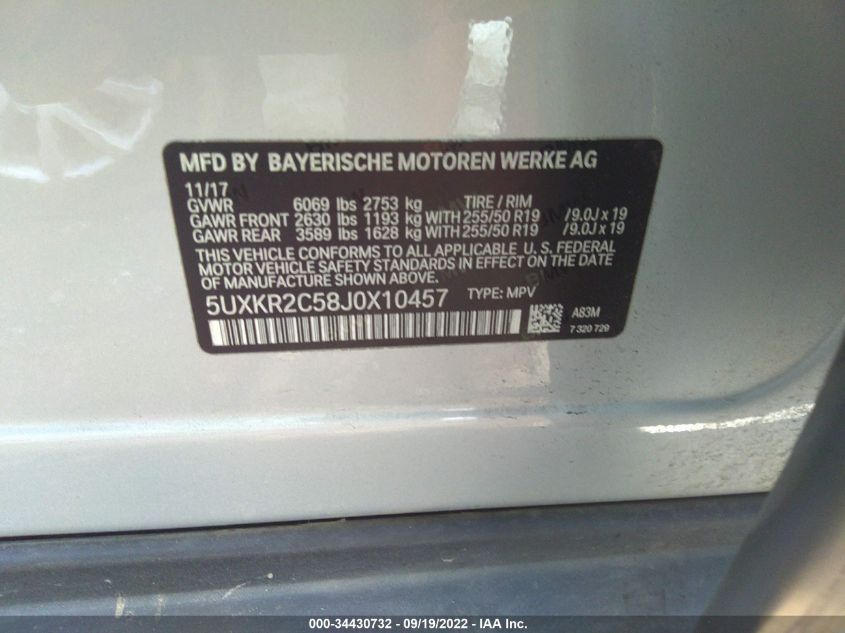 MFD BY BAYERISCHE MOTOREN WERKE AG
11/17
GVWR 6069 lbs 2753 kg TIRE / RIM
GAWR FRONT 2630 lbs 1193 kg WITH 255/50 R19 /9.0J x 19
GAWR REAR 3589 lbs 1628 kg WITH 255/50 R19 /9.0J x 19
THIS VEHICLE CONFORMS TO ALL APPLICABLE U. S. FEDERAL
MOTOR VEHICLE SAFETY STANDARDS IN EFFECT ON THE DATE
OF MANUFACTURE SHOWN ABOVE.
5UXKR2C58J0X10457 TYPE: MPV
A83M
7 320 729
000-34430732 - 09/19/2022 - IAA Inc.